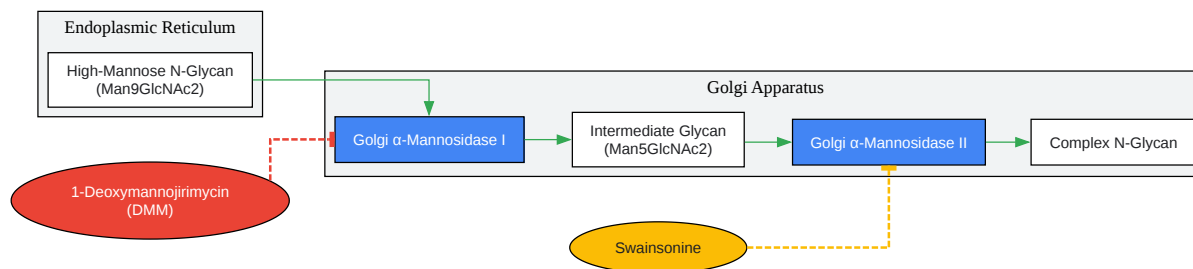 Endoplasmic Reticulum
High-Mannose N-Glycan
(Man9GlcNAc2)
Golgi Apparatus
Golgi α-Mannosidase I
Intermediate Glycan
(Man5GlcNAc2)
Golgi α-Mannosidase II
Complex N-Glycan
1-Deoxymannojirimycin
(DMM)
Swainsonine